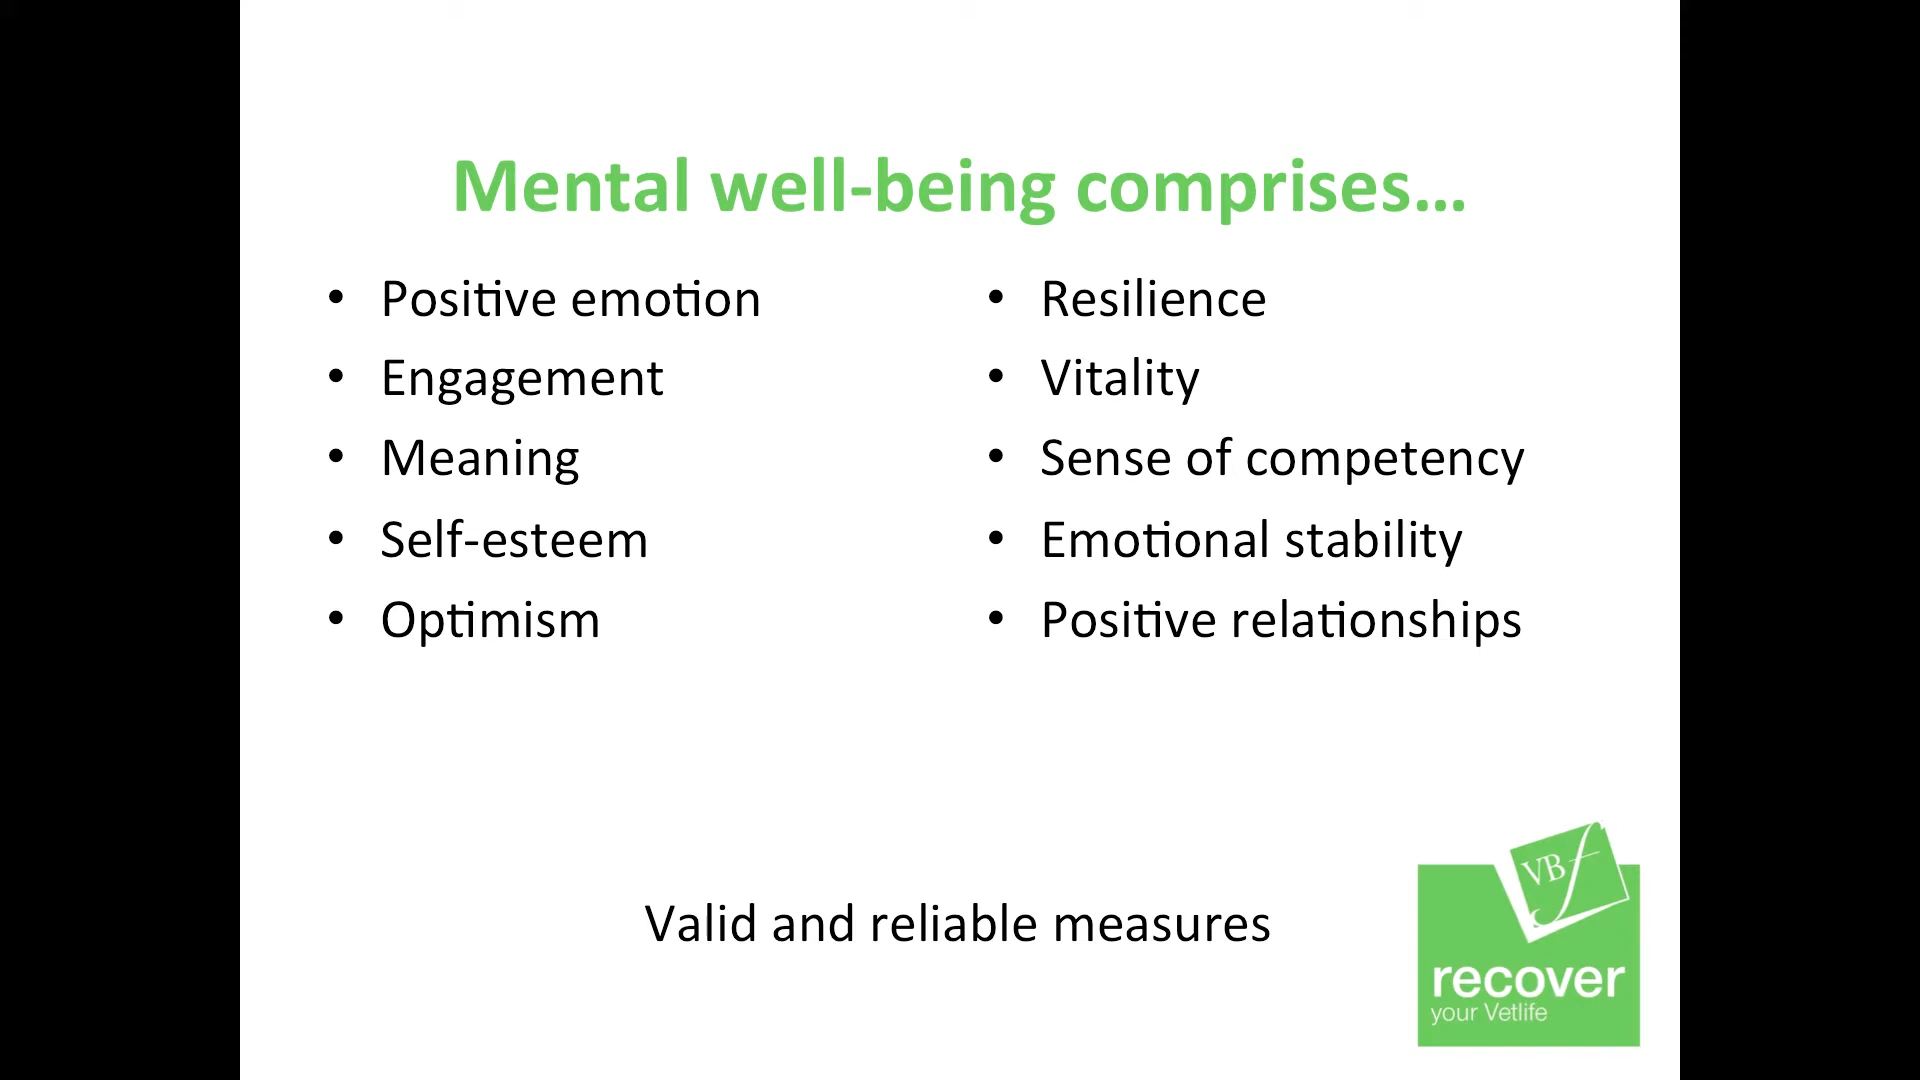 Mental well-being comprises…
• Positive emotion
• Engagement
• Meaning
• Self-esteem
• Optimism
• Resilience
• Vitality
• Sense of competency
• Emotional stability
• Positive relationships
Valid and reliable measures
VBf
recover
your Vetlife